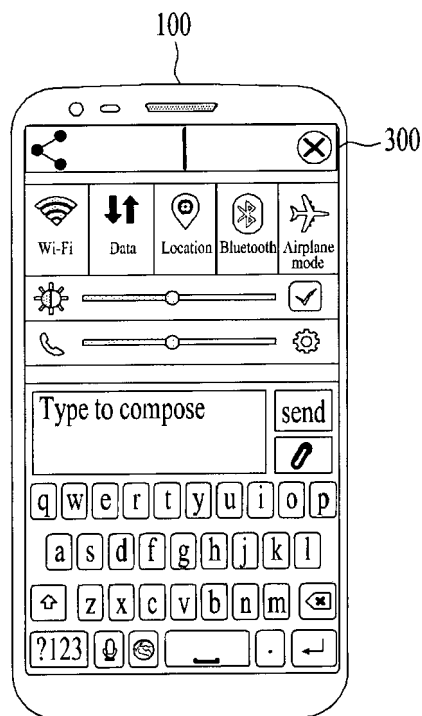 100
300
Wi-Fi Data Location Bluetooth Airplane
mode
Type to compose send
q w e r t y u i o p
a s d f g h j k l
z x c v b n m
?123 .